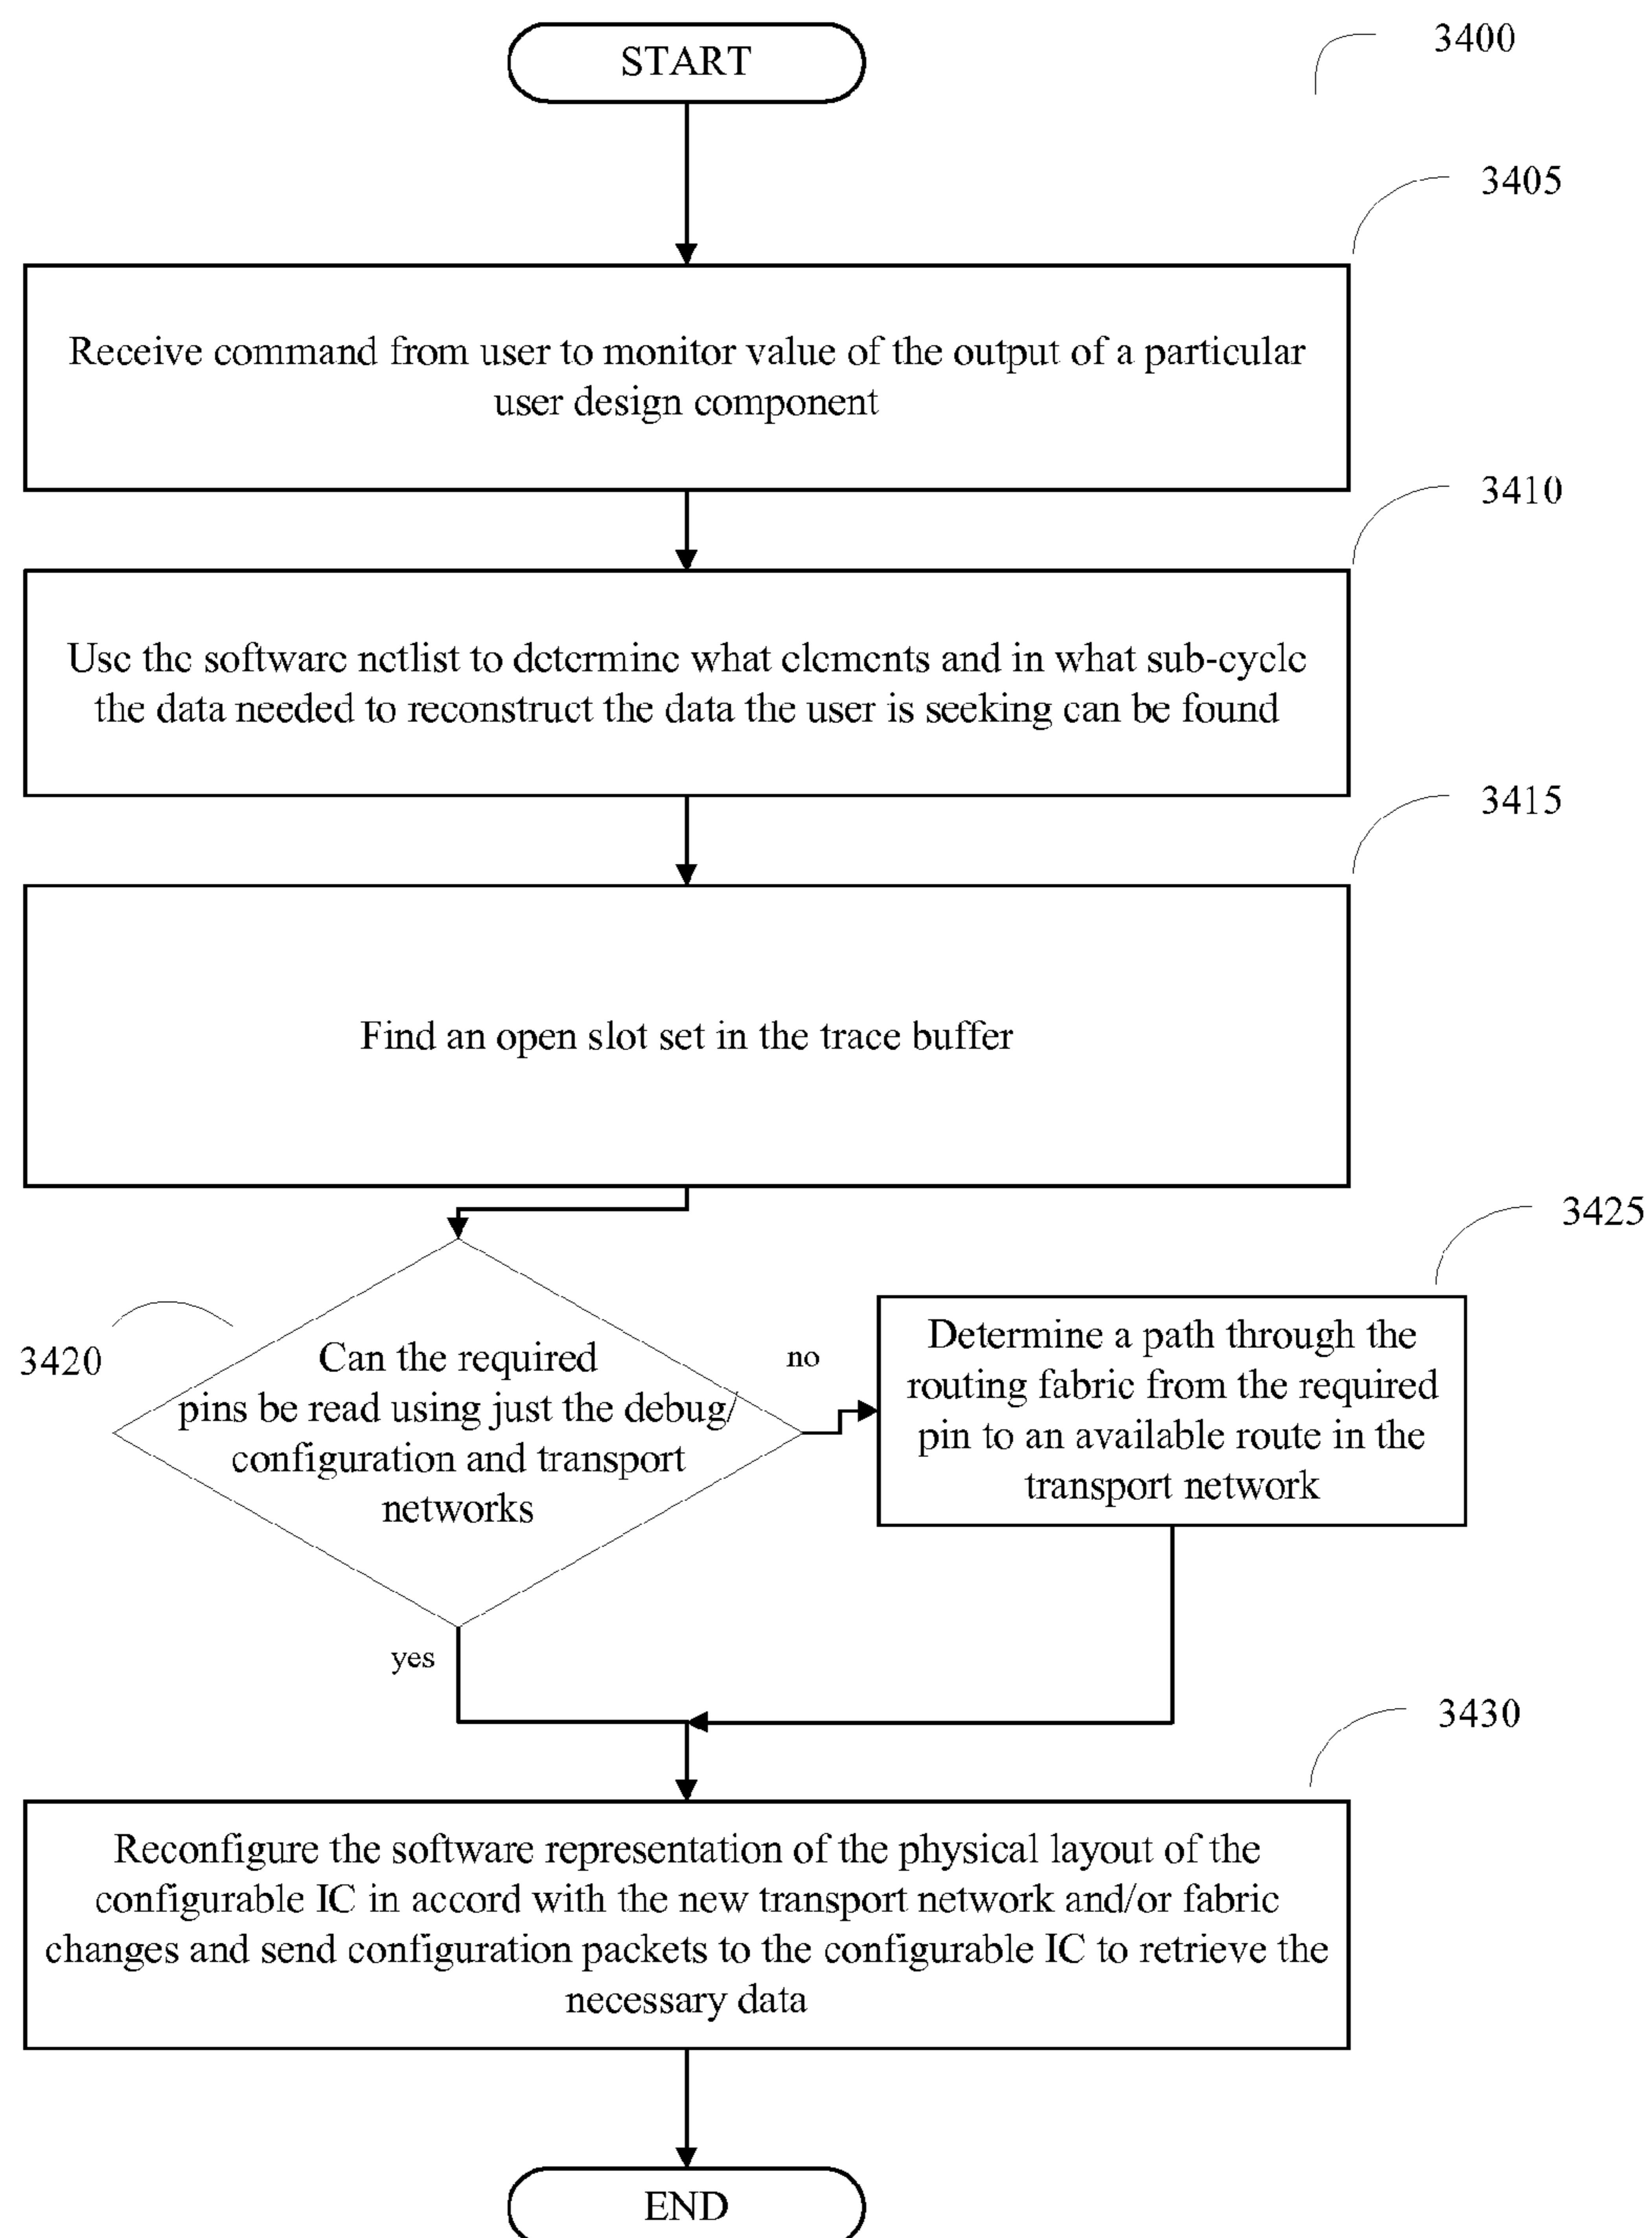 START
3400
3405
Receive command from user to monitor value of the output of a particular
user design component
3410
Use the software netlist to determine what elements and in what sub-cycle
the data needed to reconstruct the data the user is seeking can be found
3415
Find an open slot set in the trace buffer
3420
Can the required
pins be read using just the debug/
configuration and transport
networks
no
3425
Determine a path through the
routing fabric from the required
pin to an available route in the
transport network
yes
3430
Reconfigure the software representation of the physical layout of the
configurable IC in accord with the new transport network and/or fabric
changes and send configuration packets to the configurable IC to retrieve the
necessary data
END